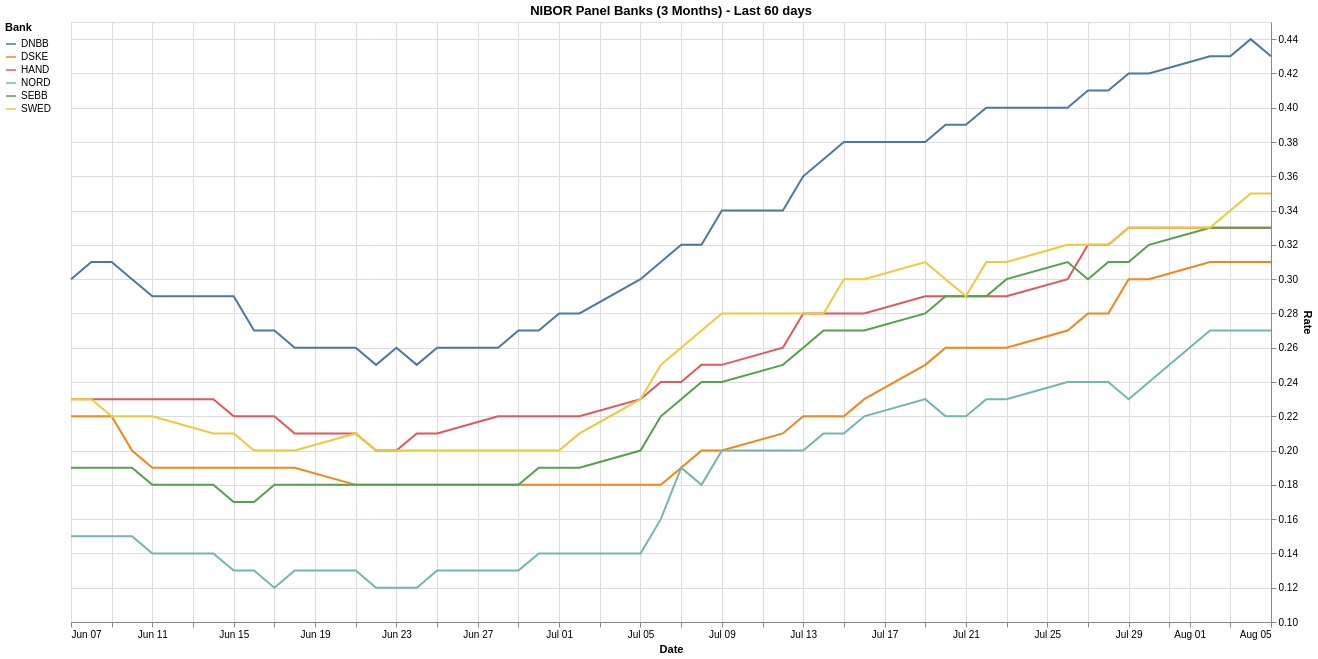 NIBOR Panel Banks (3 Months) - Last 60 days
Bank
DNBB
DSKE
HAND
NORD
SEBB
SWED
0.44
0.42
0.40
0.38
0.36
0.34
0.32
0.30
0.28
0.26
0.24
0.22
0.20
0.18
0.16
0.14
0.12
0.10
Rate
Jun 07 Jun 11 Jun 15 Jun 19 Jun 23 Jun 27 Jul 01 Jul 05 Jul 09 Jul 13 Jul 17 Jul 21 Jul 25 Jul 29 Aug 01 Aug 05
Date